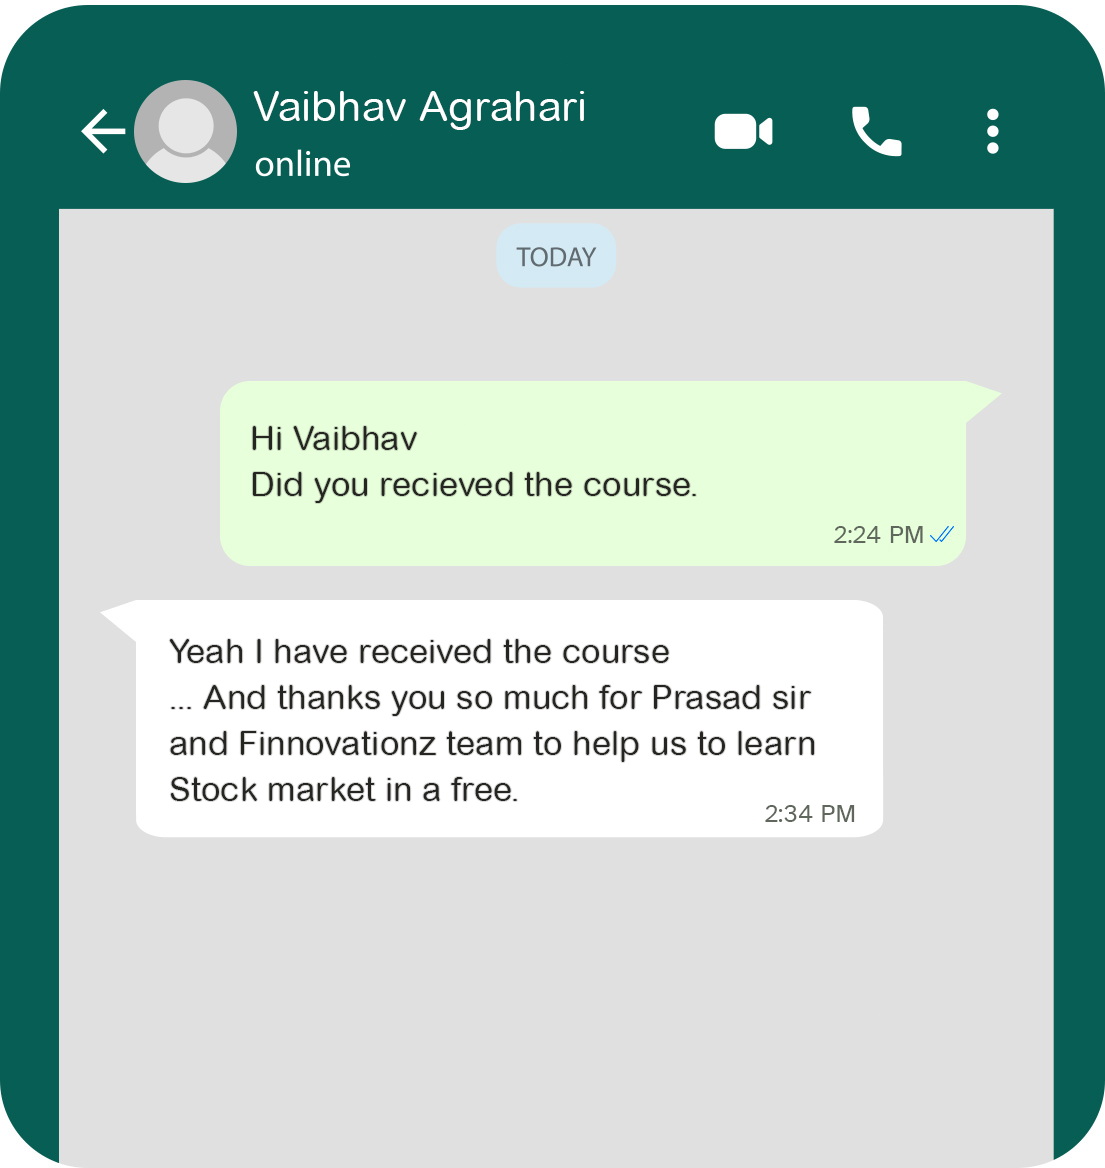 Vaibhav Agrahari
online
TODAY
Hi Vaibhav
Did you recieved the course.
2:24 PM
Yeah I have received the course
... And thanks you so much for Prasad sir
and Finnovationz team to help us to learn
Stock market in a free.
2:34 PM